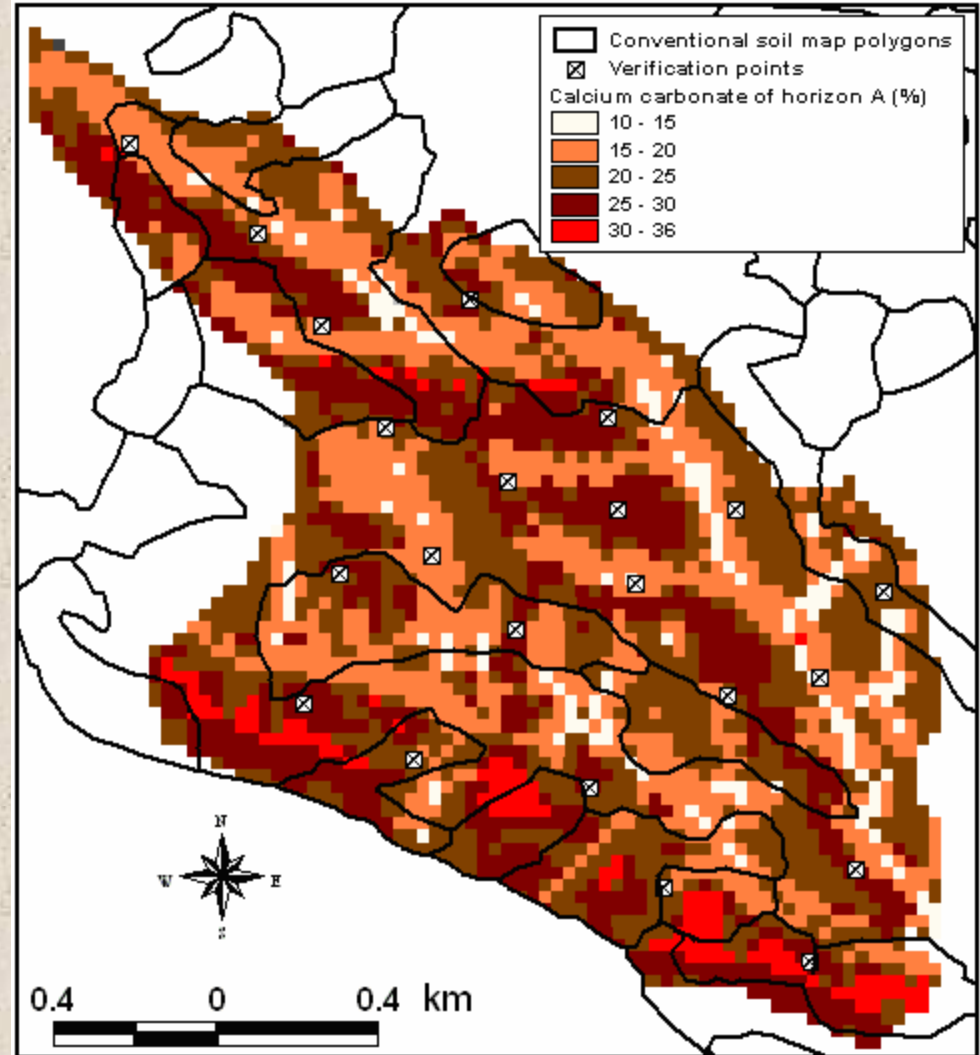 Conventional soil map polygons
Verification points
Calcium carbonate of horizon A (%)
10 - 15
15 - 20
20 - 25
25 - 30
30 - 36
N
W E
S
0.4 0 0.4 km